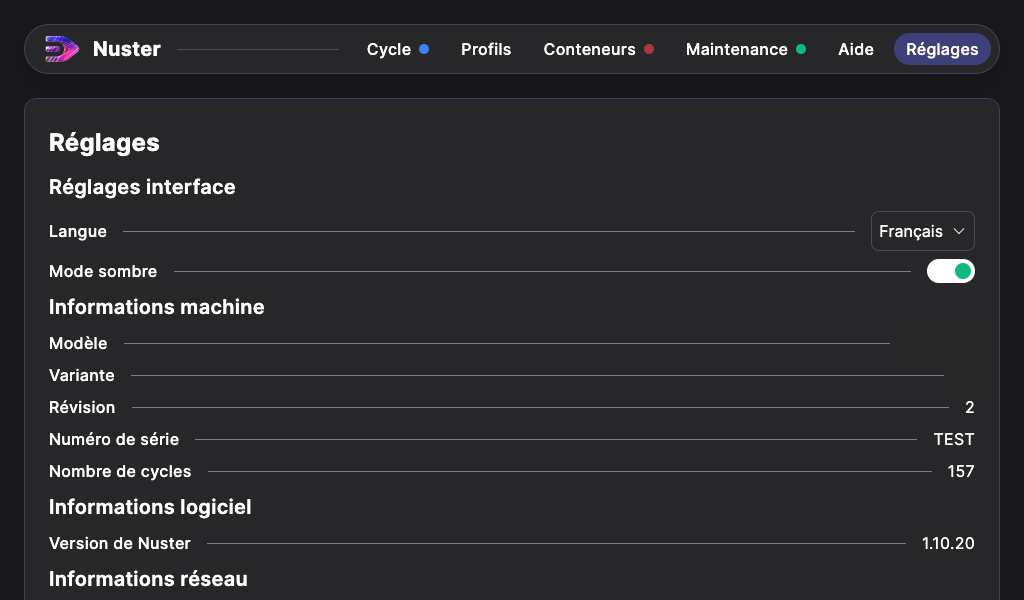 Nuster Cycle Profils Conteneurs Maintenance Aide Réglages
Réglages
Réglages interface
Langue Français
Mode sombre
Informations machine
Modèle
Variante
Révision 2
Numéro de série TEST
Nombre de cycles 157
Informations logiciel
Version de Nuster 1.10.20
Informations réseau